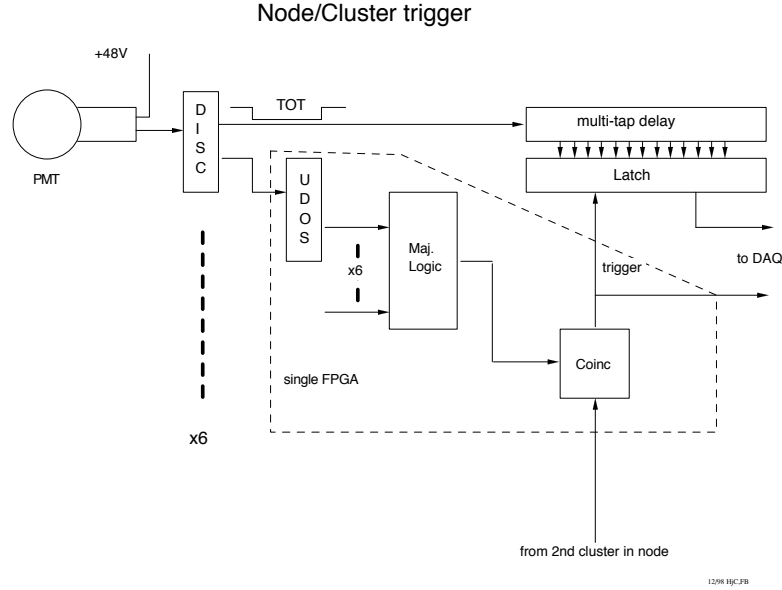 Node/Cluster trigger
+48V
D
I
S
C
TOT
multi-tap delay
PMT
Latch
U
D
O
S
Maj.
Logic
x6
to DAQ
trigger
single FPGA
Coinc
x6
from 2nd cluster in node
12/98 HjC,FB